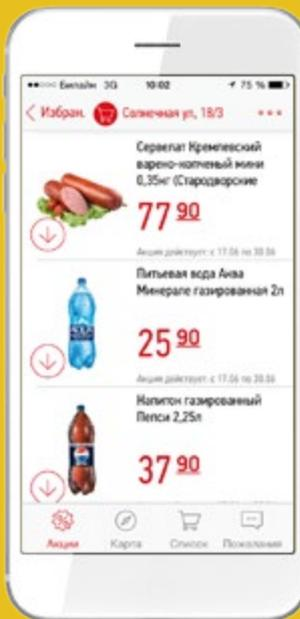 Билайн 3G 10:02 75 %
Избран. Солнечная ул, 18/3
Сервелат Кремлевский
варено-копченый мини
0,35кг (Стародворские
77 90
Акция действует: с 17.06 по 30.06
Питьевая вода Аква
Минерале газированная 2л
25 90
Акция действует: с 17.06 по 30.06
Напиток газированный
Пепси 2,25л
37 90
Акции Карта Список Пожелания